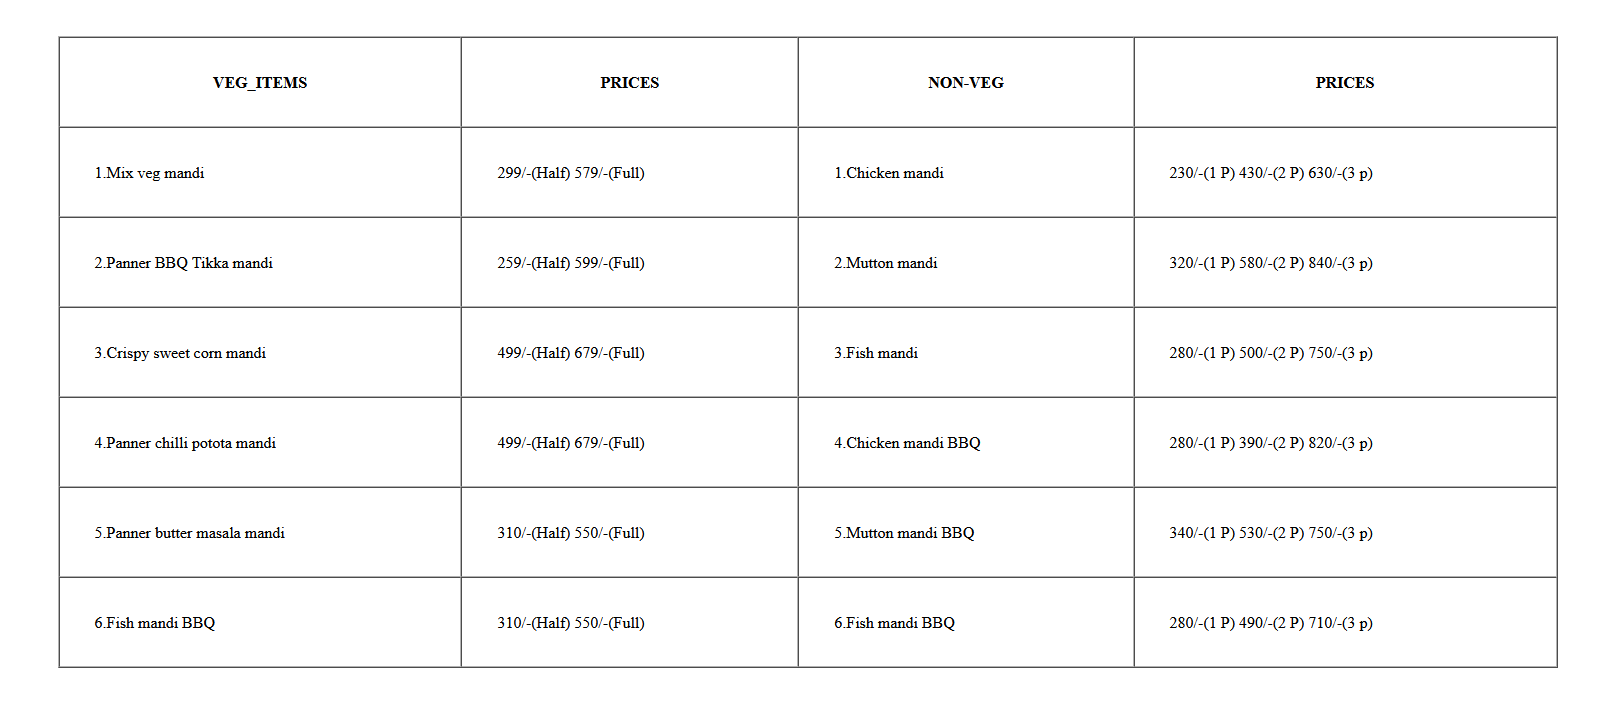 VEG_ITEMS PRICES NON-VEG PRICES
1.Mix veg mandi 299/-(Half) 579/-(Full) 1.Chicken mandi 230/-(1 P) 430/-(2 P) 630/-(3 p)
2.Panner BBQ Tikka mandi 259/-(Half) 599/-(Full) 2.Mutton mandi 320/-(1 P) 580/-(2 P) 840/-(3 p)
3.Crispy sweet corn mandi 499/-(Half) 679/-(Full) 3.Fish mandi 280/-(1 P) 500/-(2 P) 750/-(3 p)
4.Panner chilli potota mandi 499/-(Half) 679/-(Full) 4.Chicken mandi BBQ 280/-(1 P) 390/-(2 P) 820/-(3 p)
5.Panner butter masala mandi 310/-(Half) 550/-(Full) 5.Mutton mandi BBQ 340/-(1 P) 530/-(2 P) 750/-(3 p)
6.Fish mandi BBQ 310/-(Half) 550/-(Full) 6.Fish mandi BBQ 280/-(1 P) 490/-(2 P) 710/-(3 p)